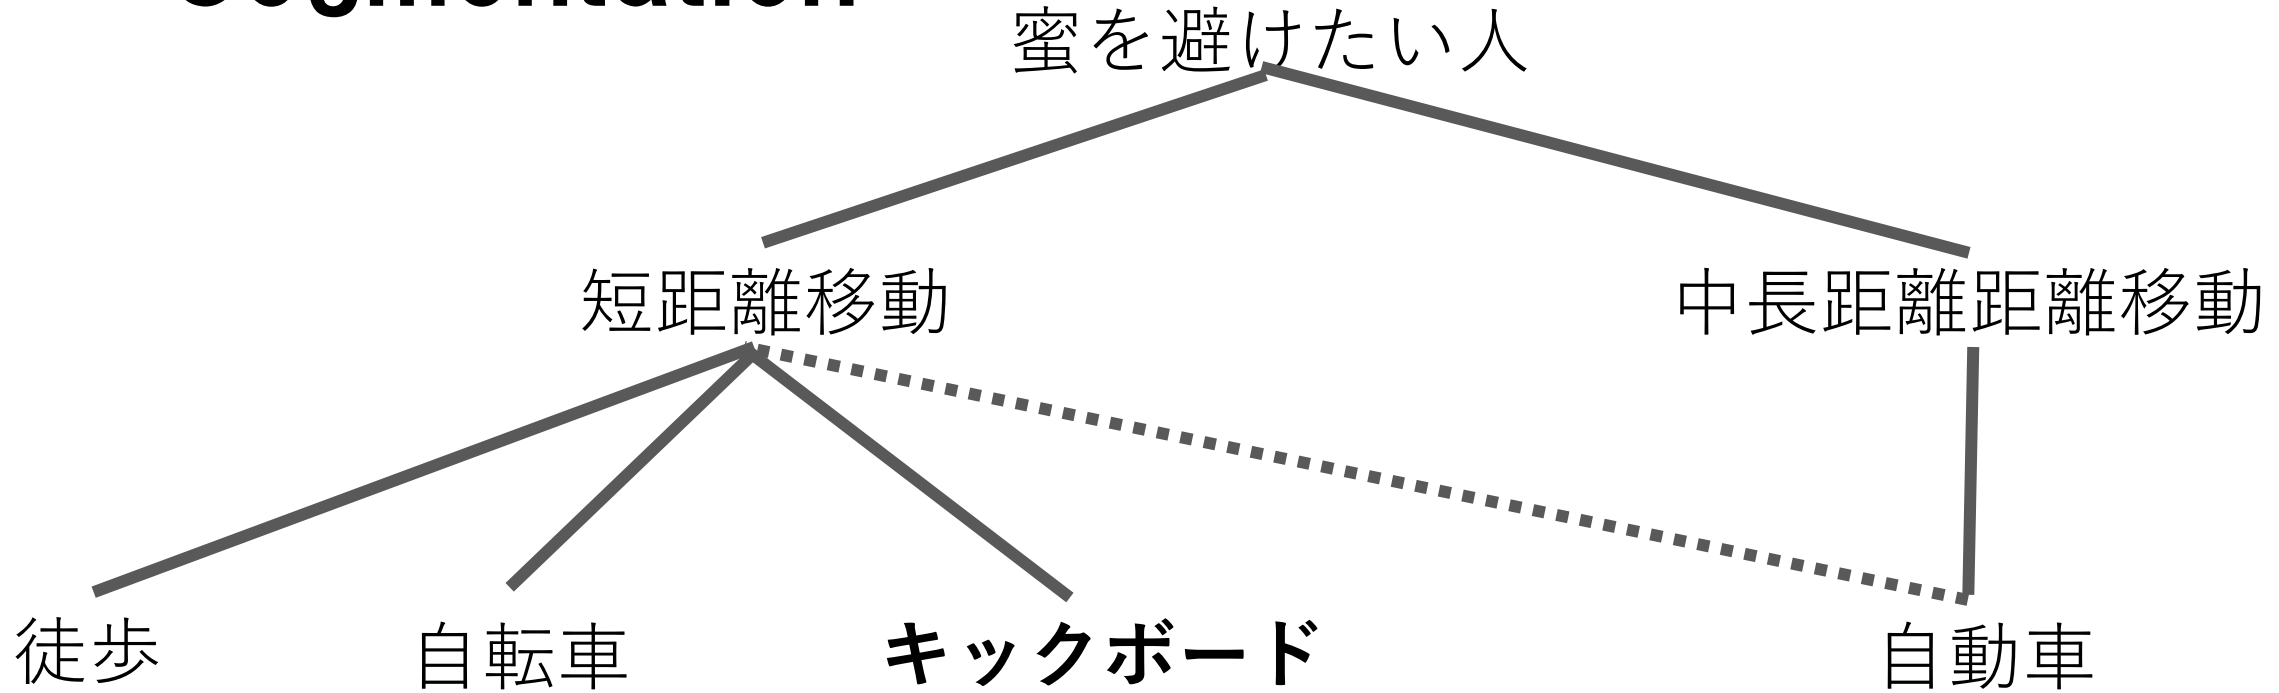 Segmentation
蜜を避けたい人
短距離移動
中長距離距離移動
徒歩
自転車
キックボード
自動車